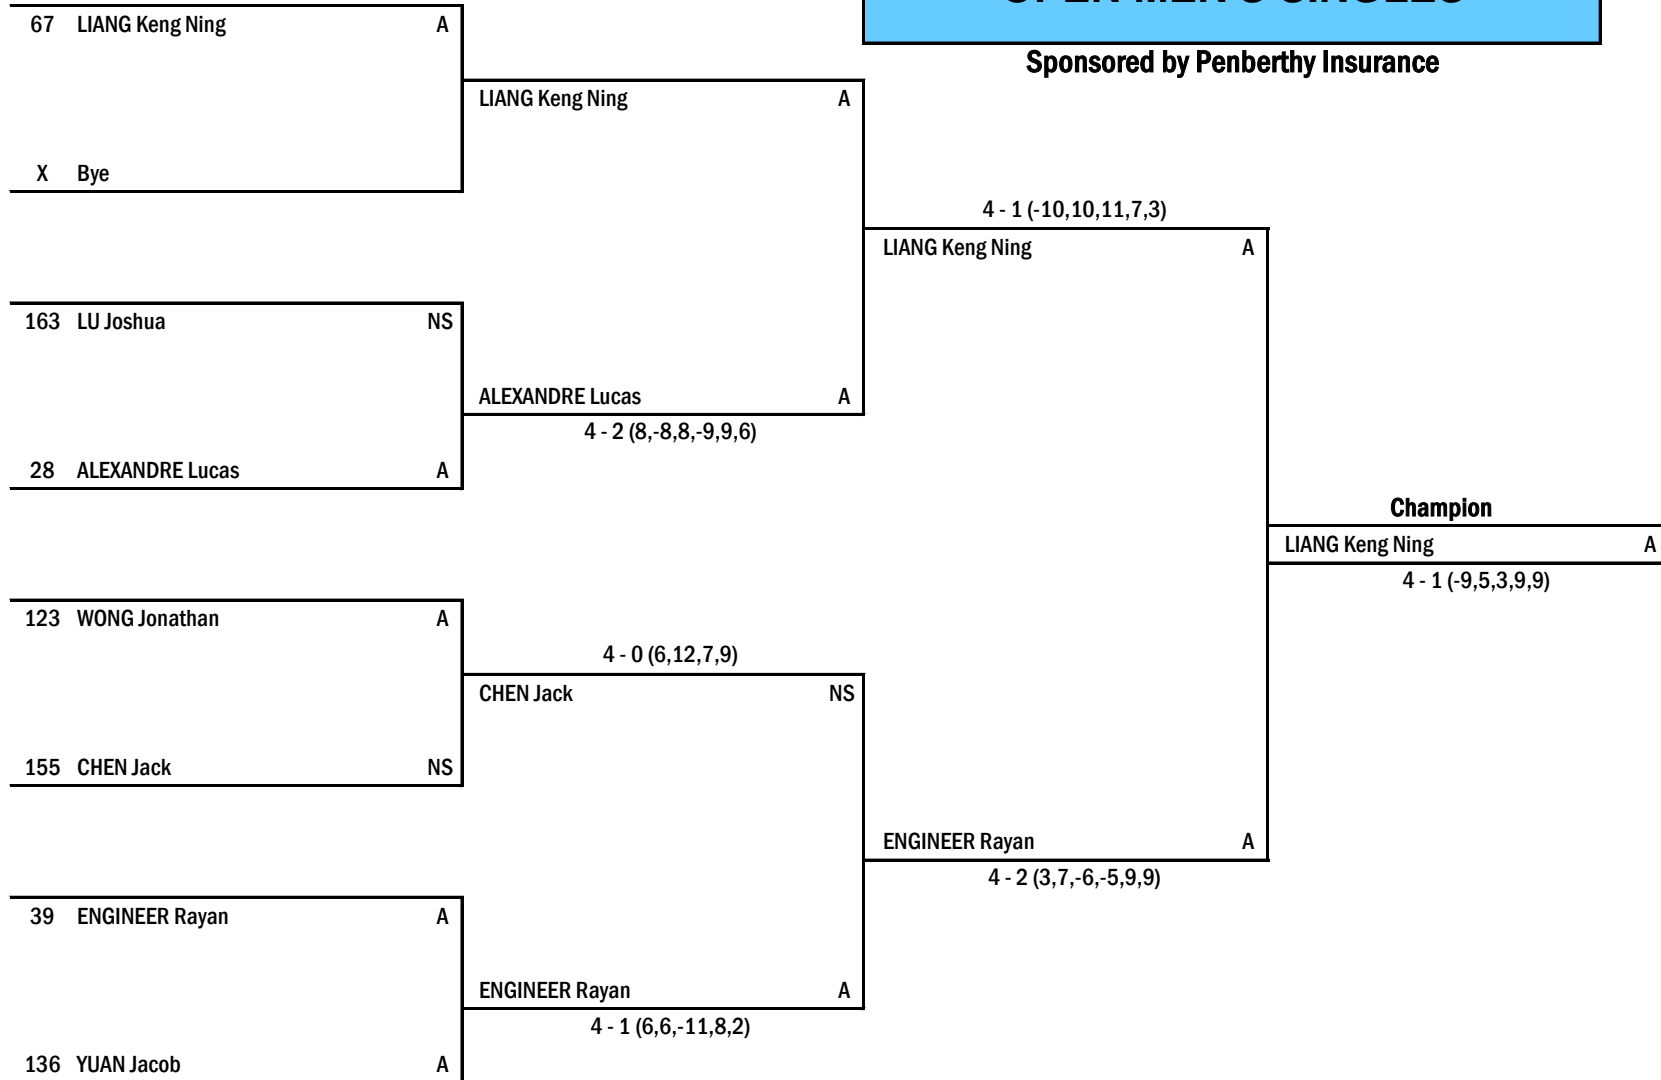 67 LIANG Keng Ning A
Sponsored by Penberthy Insurance
LIANG Keng Ning A
X Bye
4 - 1 (-10,10,11,7,3)
LIANG Keng Ning A
163 LU Joshua NS
ALEXANDRE Lucas A
4 - 2 (8,-8,8,-9,9,6)
28 ALEXANDRE Lucas A
Champion
LIANG Keng Ning A
4 - 1 (-9,5,3,9,9)
123 WONG Jonathan A
4 - 0 (6,12,7,9)
CHEN Jack NS
155 CHEN Jack NS
ENGINEER Rayan A
4 - 2 (3,7,-6,-5,9,9)
39 ENGINEER Rayan A
ENGINEER Rayan A
4 - 1 (6,6,-11,8,2)
136 YUAN Jacob A